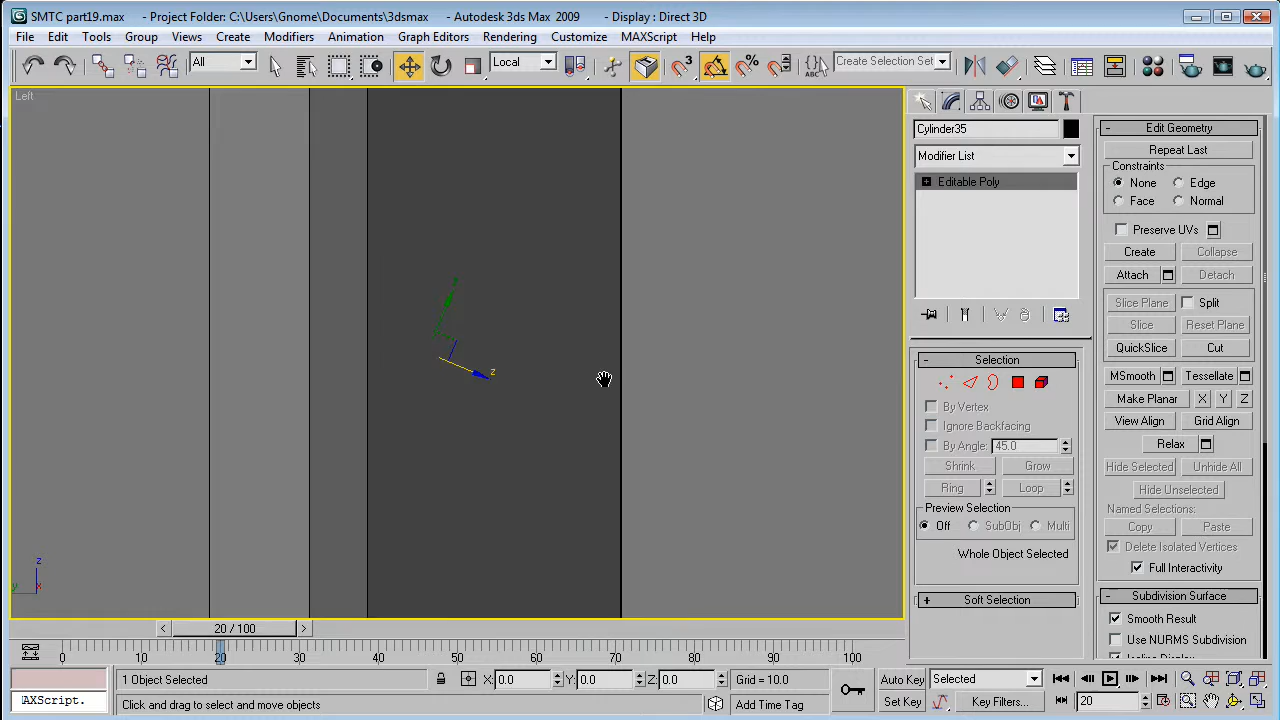 SMTC part19.max - Project Folder: C:\Users\Gnome\Documents\3dsmax - Autodesk 3ds Max 2009 - Display : Direct 3D
File Edit Tools Group Views Create Modifiers Animation Graph Editors Rendering Customize MAXScript Help
All Local 3 % ABC Create Selection Set
Left
Cylinder35
Modifier List
Editable Poly
Selection
By Vertex
Ignore Backfacing
By Angle: 45.0
Shrink Grow
Ring Loop
Preview Selection
Off SubObj Multi
Whole Object Selected
Soft Selection
Edit Geometry
Repeat Last
Constraints
None Edge
Face Normal
Preserve UVs
Create Collapse
Attach Detach
Slice Plane Split
Slice Reset Plane
QuickSlice Cut
MSmooth Tessellate
Make Planar X Y Z
View Align Grid Align
Relax
Hide Selected Unhide All
Hide Unselected
Named Selections:
Copy Paste
Delete Isolated Vertices
Full Interactivity
Subdivision Surface
Smooth Result
Use NURMS Subdivision
z
z
y x
20 / 100
0 10 20 30 40 50 60 70 80 90 100
1 Object Selected X: 0.0 Y: 0.0 Z: 0.0 Grid = 10.0 Auto Key Selected
AXScript. Click and drag to select and move objects Add Time Tag Set Key Key Filters... 20